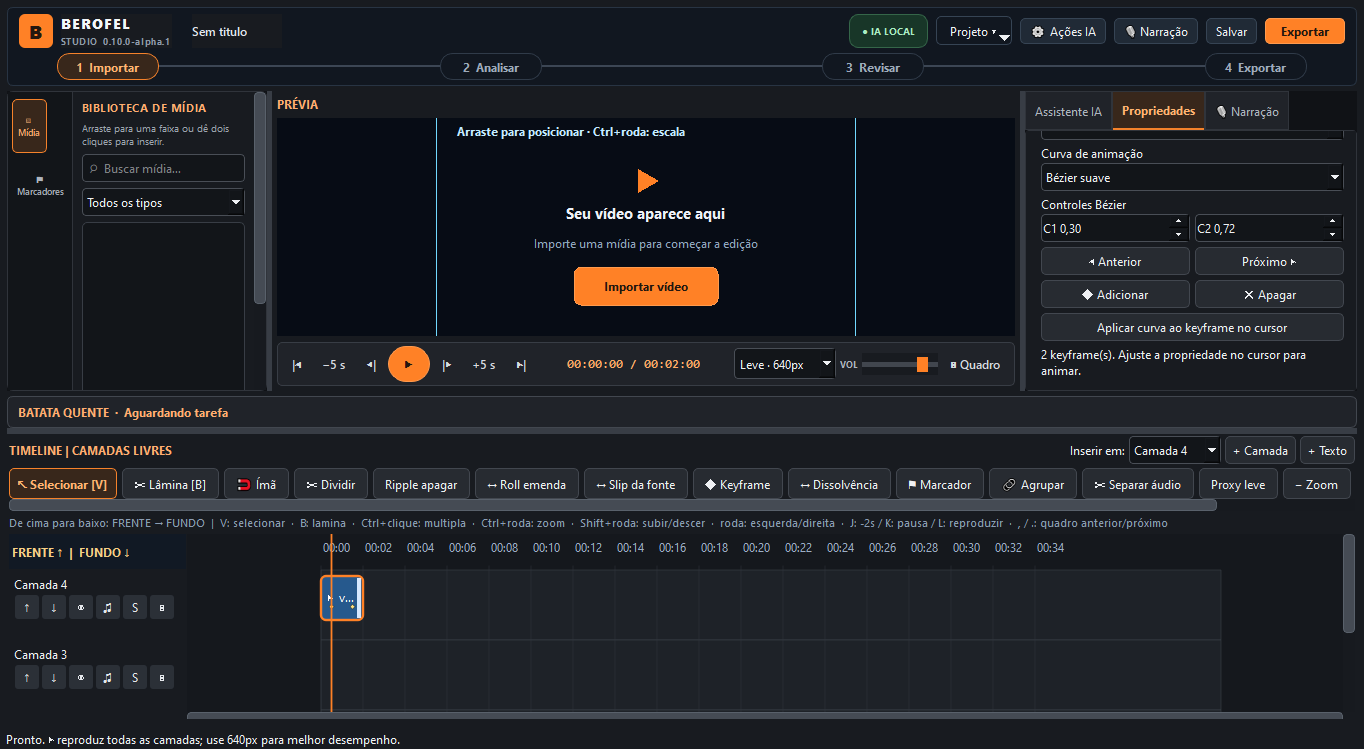 B BEROFEL
STUDIO 0.10.0-alpha.1
Sem título
● IA LOCAL
Projeto
⚙ Ações IA
Narração
Salvar
Exportar
1 Importar
2 Analisar
3 Revisar
4 Exportar
Mídia
Marcadores
BIBLIOTECA DE MÍDIA
Arraste para uma faixa ou dê dois
cliques para inserir.
Buscar mídia...
Todos os tipos
PRÉVIA
Arraste para posicionar · Ctrl+roda: escala
Seu vídeo aparece aqui
Importe uma mídia para começar a edição
Importar vídeo
−5 s
+5 s
00:00:00 / 00:02:00
Leve · 640px
VOL
Quadro
Assistente IA
Propriedades
Narração
Curva de animação
Bézier suave
Controles Bézier
C1 0,30
C2 0,72
Anterior
Próximo
◆ Adicionar
✕ Apagar
Aplicar curva ao keyframe no cursor
2 keyframe(s). Ajuste a propriedade no cursor para
animar.
BATATA QUENTE · Aguardando tarefa
TIMELINE | CAMADAS LIVRES
Inserir em:
Camada 4
+ Camada
+ Texto
↖ Selecionar [V]
✂ Lâmina [B]
Ímã
✂ Dividir
Ripple apagar
↔ Roll emenda
↔ Slip da fonte
◆ Keyframe
↔ Dissolvência
Marcador
Agrupar
✂ Separar áudio
Proxy leve
− Zoom
De cima para baixo: FRENTE → FUNDO | V: selecionar · B: lamina · Ctrl+clique: multipla · Ctrl+roda: zoom · Shift+roda: subir/descer · roda: esquerda/direita · J: -2s / K: pausa / L: reproduzir · , / .: quadro anterior/próximo
FRENTE ↑ | FUNDO ↓
00:00 00:02 00:04 00:06 00:08 00:10 00:12 00:14 00:16 00:18 00:20 00:22 00:24 00:26 00:28 00:30 00:32 00:34
Camada 4
↑ ↓ ♫ S
v...
Camada 3
↑ ↓ ♫ S
Pronto. ▶ reproduz todas as camadas; use 640px para melhor desempenho.